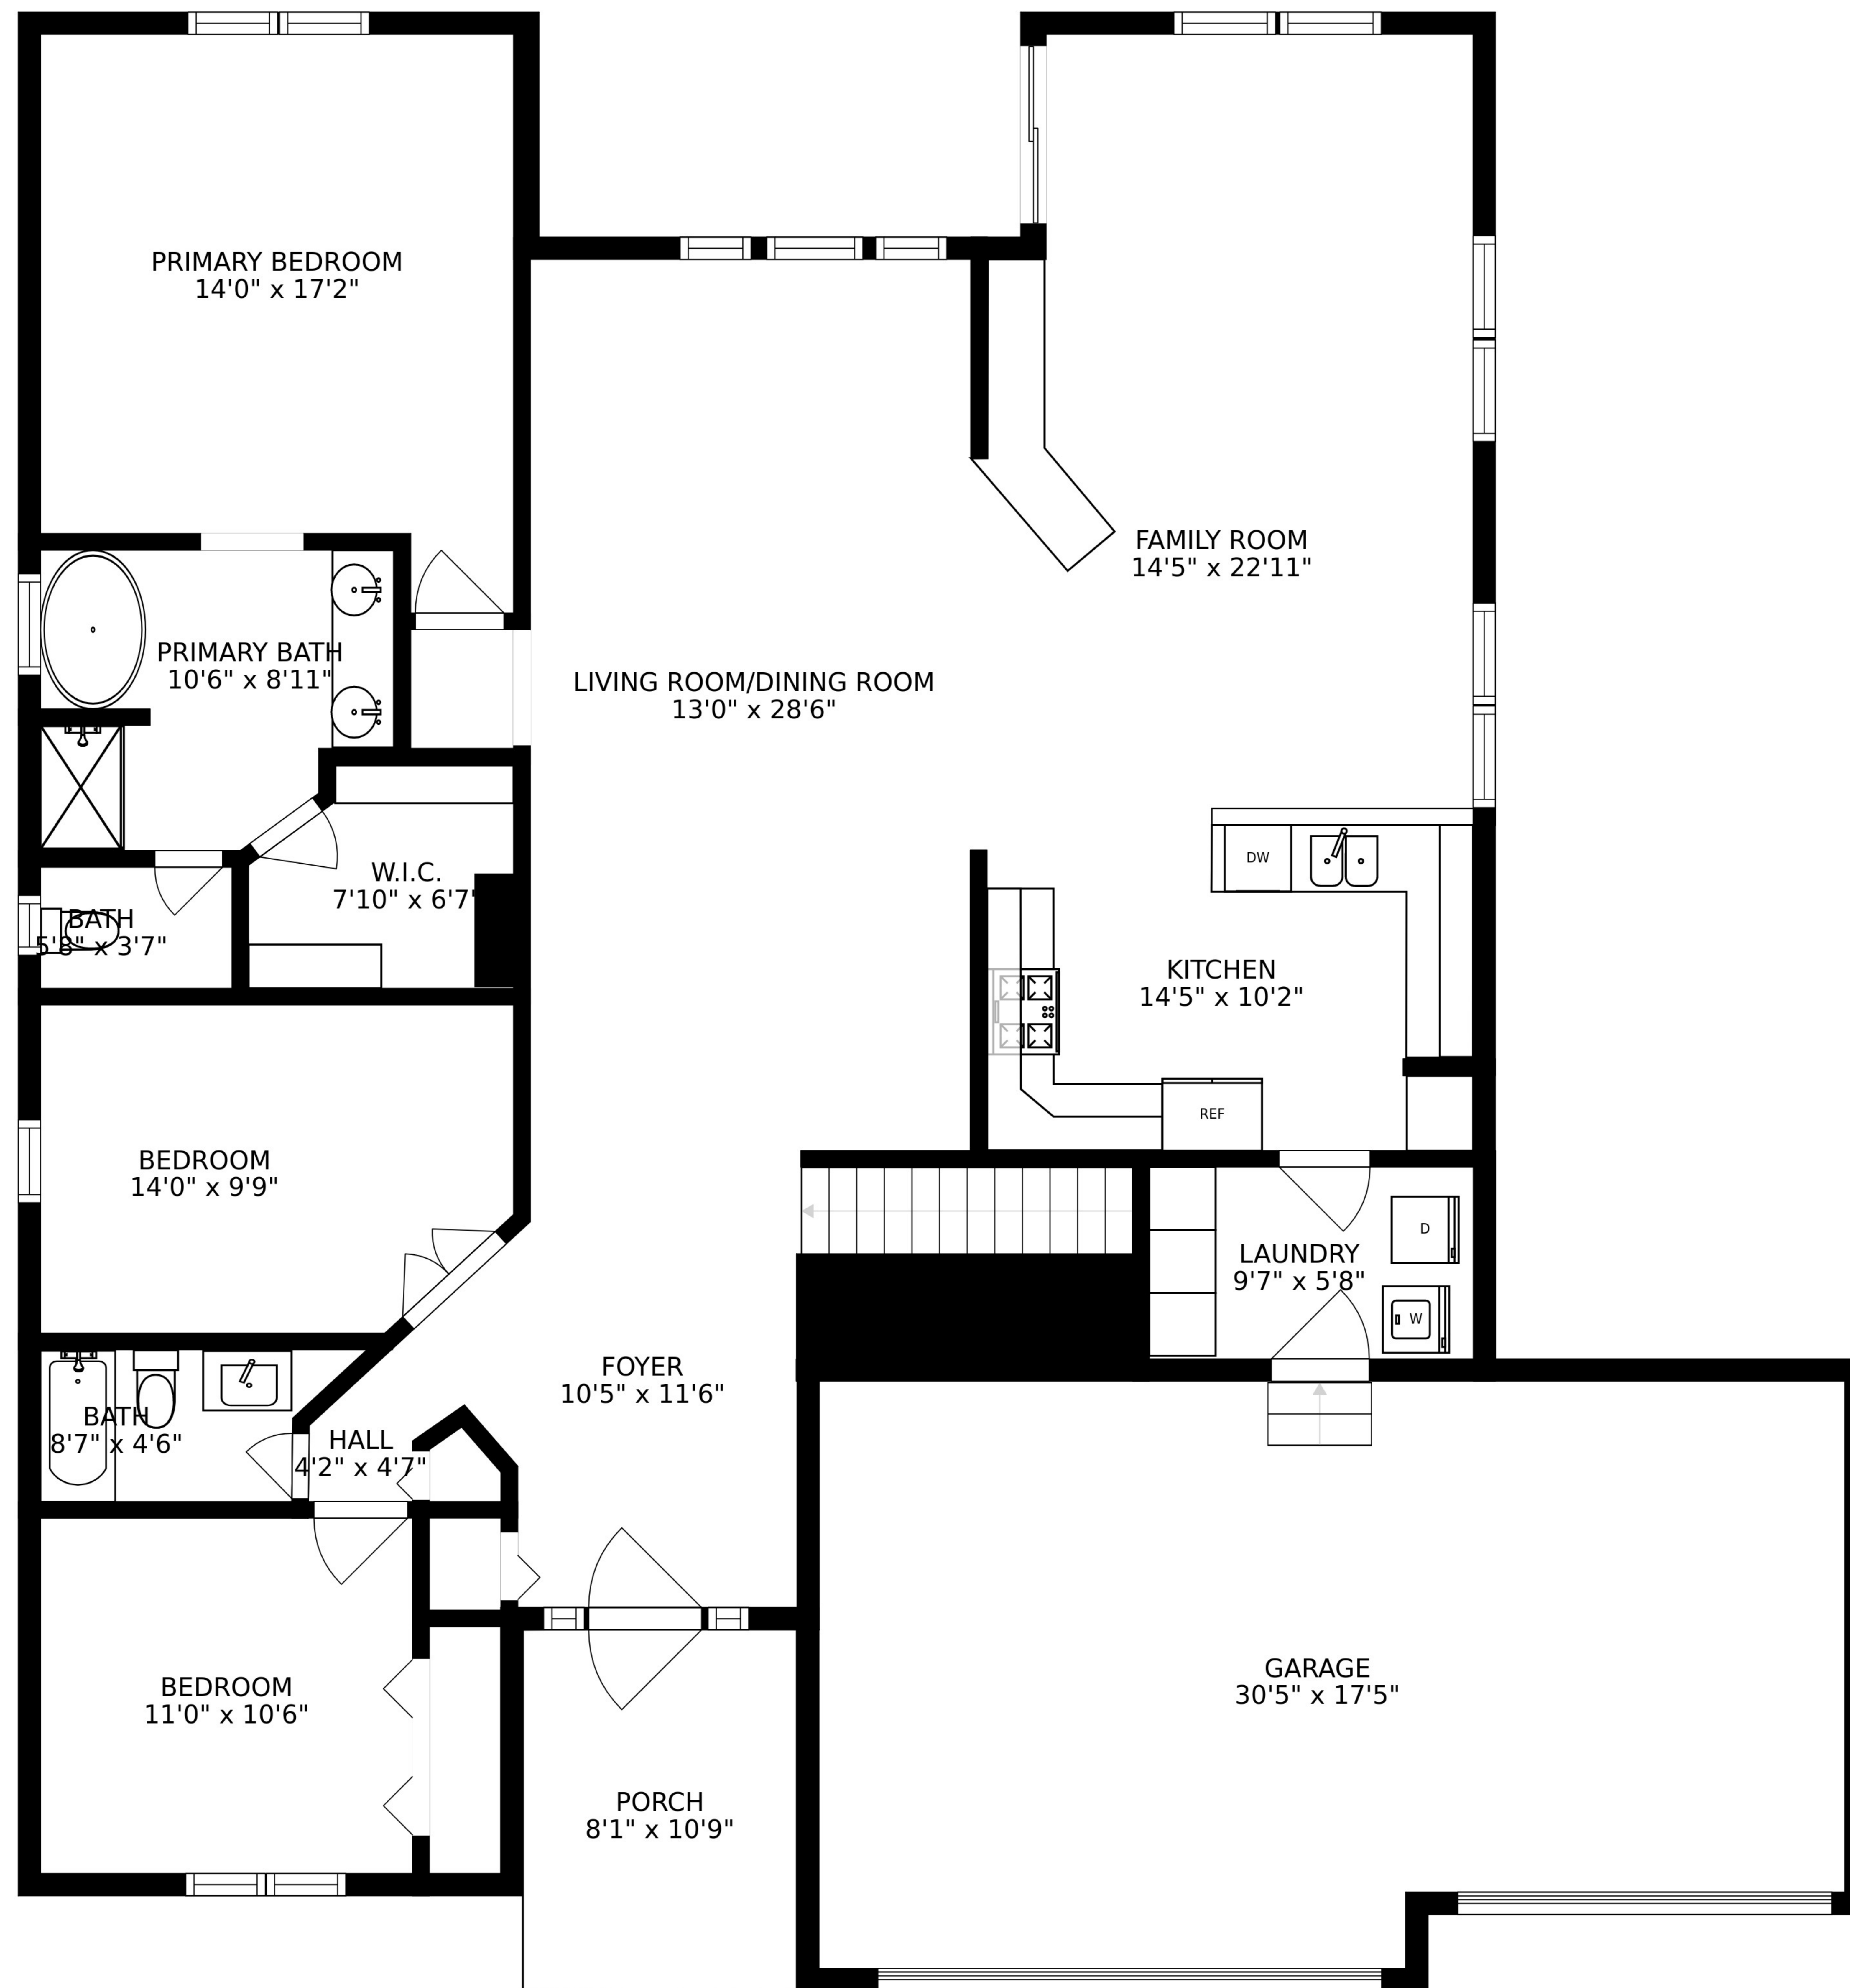 PRIMARY BEDROOM
14'0" x 17'2"
FAMILY ROOM
14'5" x 22'11"
PRIMARY BATH
10'6" x 8'11"
LIVING ROOM/DINING ROOM
13'0" x 28'6"
DW
W.I.C.
7'10" x 6'7"
BATH
5'8" x 3'7"
KITCHEN
14'5" x 10'2"
REF
BEDROOM
14'0" x 9'9"
D
LAUNDRY
9'7" x 5'8"
W
FOYER
10'5" x 11'6"
BATH
8'7" x 4'6"
HALL
4'2" x 4'7"
GARAGE
30'5" x 17'5"
BEDROOM
11'0" x 10'6"
PORCH
8'1" x 10'9"